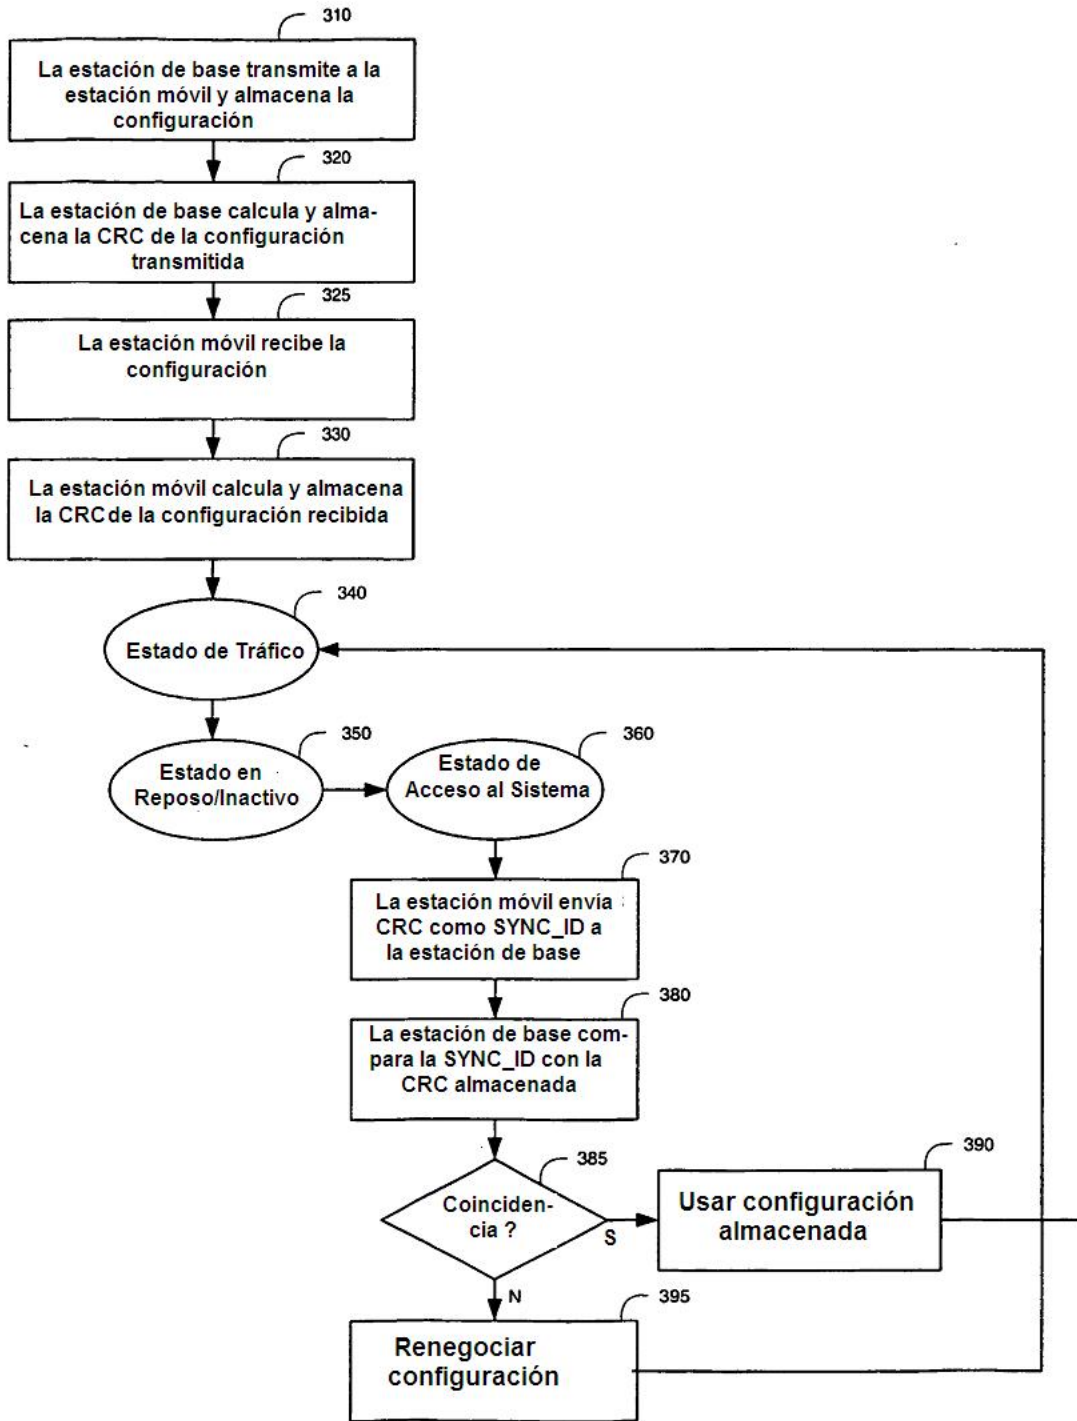 310
La estación de base transmite a la
estación móvil y almacena la
configuración
320
La estación de base calcula y alma-
cena la CRC de la configuración
transmitida
325
La estación móvil recibe la
configuración
330
La estación móvil calcula y almacena
la CRC de la configuración recibida
340
Estado de Tráfico
350
Estado en
Reposo/Inactivo
360
Estado de
Acceso al Sistema
370
La estación móvil envía
CRC como SYNC_ID a
la estación de base
380
La estación de base com-
para la SYNC_ID con la
CRC almacenada
385
Coinciden-
cia ?
S
390
Usar configuración
almacenada
N
395
Renegociar
configuración